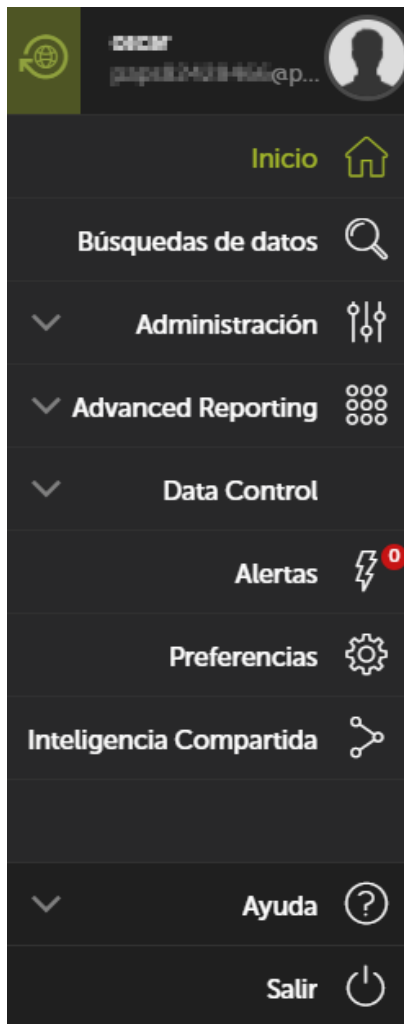 @p...
Inicio
Búsquedas de datos
Administración
Advanced Reporting
Data Control
Alertas
0
Preferencias
Inteligencia Compartida
Ayuda
?
Salir